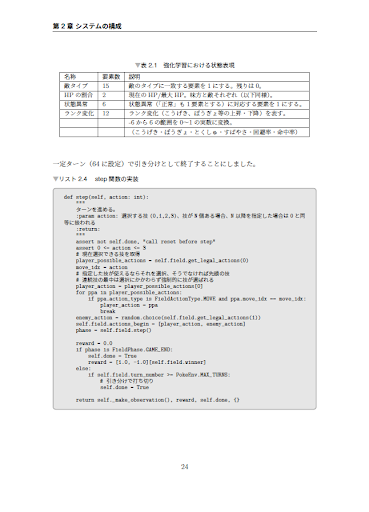 第 2 章 システムの構成
▽表 2.1　強化学習における状態表現
名称 要素数 説明
敵タイプ 15 敵のタイプに一致する要素を 1 にする。残りは 0。
HP の割合 2 現在の HP/最大 HP。味方と敵それぞれ（以下同様）。
状態異常 6 状態異常（「正常」も 1 要素とする）に対応する要素を 1 にする。
ランク変化 12 ランク変化（こうげき、ぼうぎょ等の上昇・下降）を表す。
-6 から 6 の範囲を 0〜1 の実数に変換。
（こうげき・ぼうぎょ・とくしゅ・すばやさ・回避率・命中率）
一定ターン（64 に設定）で引き分けとして終了することにしました。
▽リスト 2.4　step 関数の実装
def step(self, action: int):
"""
ターンを進める。
:param action: 選択する技 (0,1,2,3)。技が N 個ある場合、N 以降を指定した場合は 0 と同
等に扱われる
:return:
"""
assert not self.done, "call reset before step"
assert 0 <= action <= 3
# 現在選択できる技を取得
player_possible_actions = self.field.get_legal_actions(0)
move_idx = action
# 指定した技が使えるならそれを選択、そうでなければ先頭の技
# 連続技の最中は選択にかかわらず強制的に技が選ばれる
player_action = player_possible_actions[0]
for ppa in player_possible_actions:
if ppa.action_type is FieldActionType.MOVE and ppa.move_idx == move_idx:
player_action = ppa
break
enemy_action = random.choice(self.field.get_legal_actions(1))
self.field.actions_begin = [player_action, enemy_action]
phase = self.field.step()
reward = 0.0
if phase is FieldPhase.GAME_END:
self.done = True
reward = [1.0, -1.0][self.field.winner]
else:
if self.field.turn_number >= PokeEnv.MAX_TURNS:
# 引き分けで打ち切り
self.done = True
return self._make_observation(), reward, self.done, {}
24